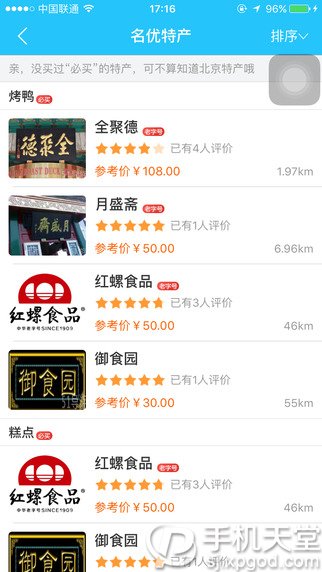 中国联通 17:16 89%
名优特产
排序
亲，没买过“必买”的特产，可不算知道北京特产哦
烤鸭 必买
全聚德 老字号
已有4人评价
参考价￥108.00 1.97km
月盛斋 老字号
已有1人评价
参考价￥50.00 6.96km
红螺食品 老字号
已有3人评价
参考价￥50.00 46km
红螺食品
中华老字号SINCE1909
御食园
已有1人评价
参考价￥30.00 55km
御食园
糕点 必买
红螺食品 老字号
已有3人评价
参考价￥50.00 46km
红螺食品
中华老字号SINCE1909
御食园
已有1人评价
手机天堂
sjxpgod.com